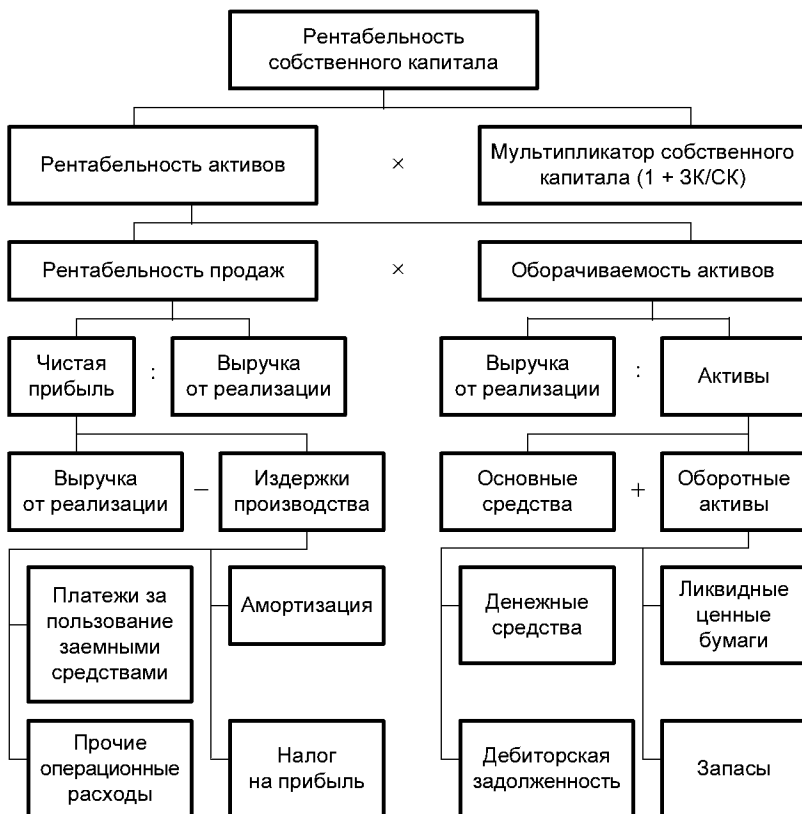 Рентабельность
собственного капитала
Рентабельность активов
×
Мультипликатор собственного
капитала (1 + ЗК/СК)
Рентабельность продаж
×
Оборачиваемость активов
Чистая
прибыль
:
Выручка
от реализации
Выручка
от реализации
:
Активы
Выручка
от реализации
–
Издержки
производства
Основные
средства
+
Оборотные
активы
Платежи за
пользование
заемными
средствами
Амортизация
Денежные
средства
Ликвидные
ценные
бумаги
Прочие
операционные
расходы
Налог
на прибыль
Дебиторская
задолженность
Запасы